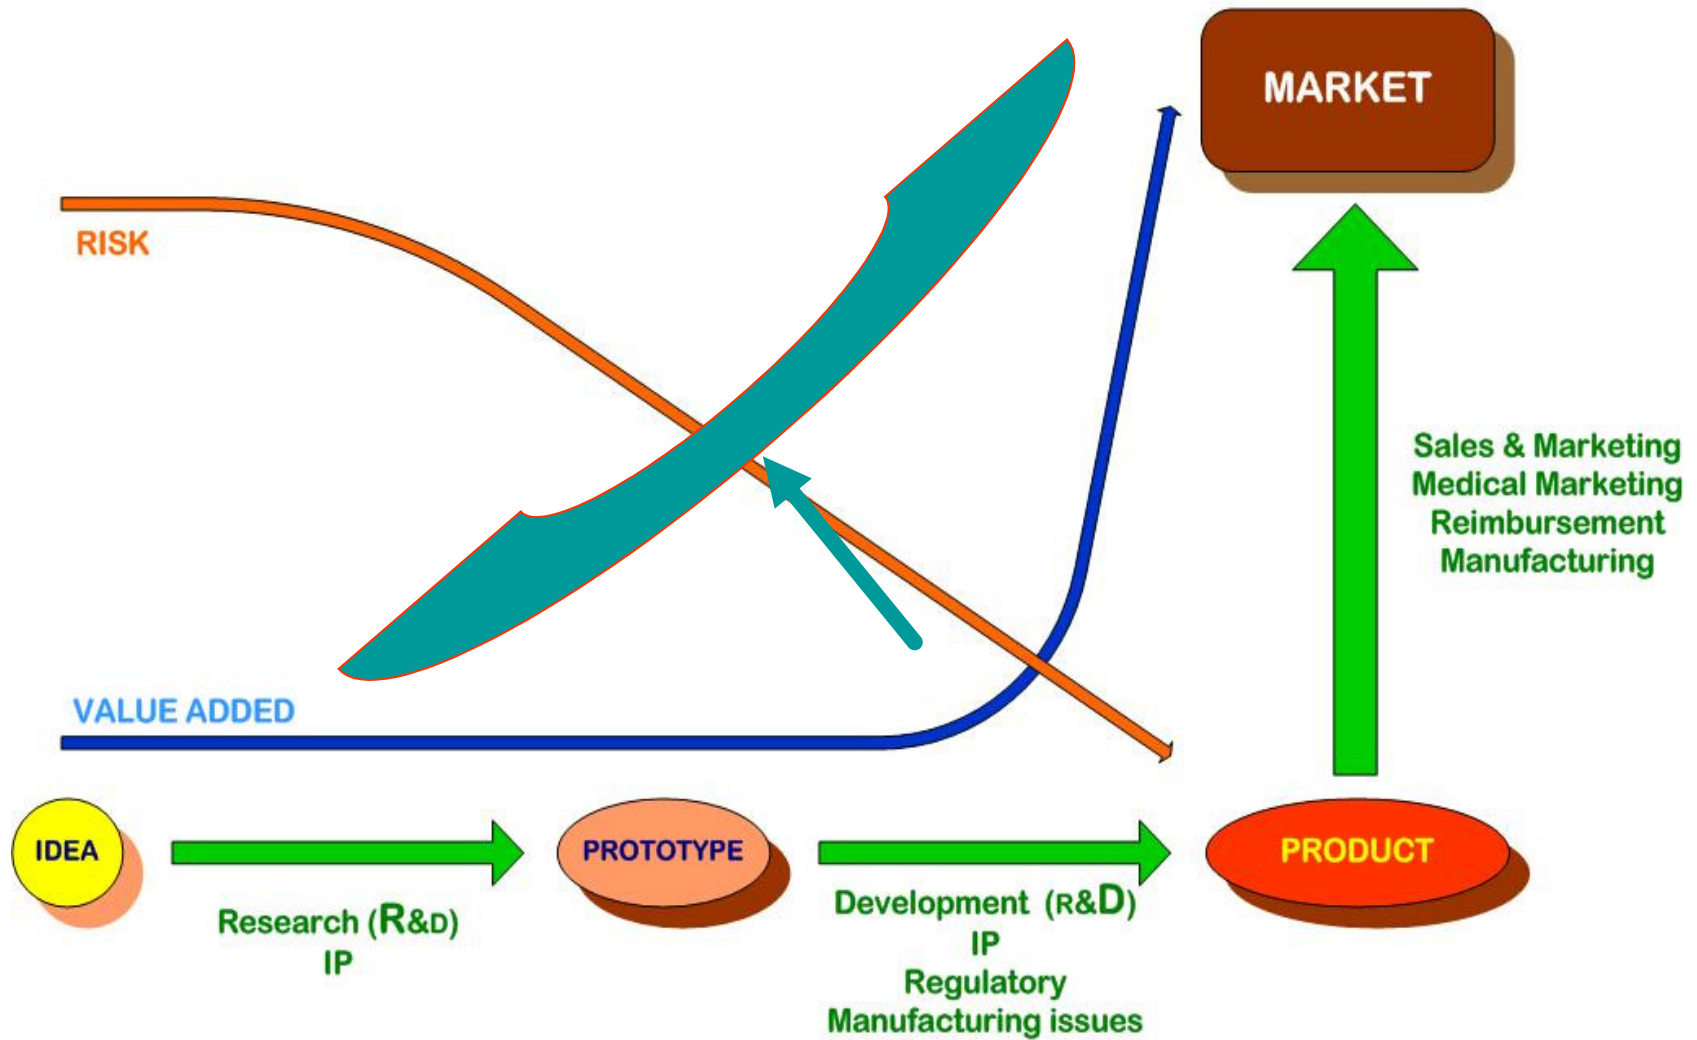 MARKET
RISK
Sales & Marketing
Medical Marketing
Reimbursement
Manufacturing
VALUE ADDED
IDEA
PROTOTYPE
PRODUCT
Research (R&D)
IP
Development (R&D)
IP
Regulatory
Manufacturing issues